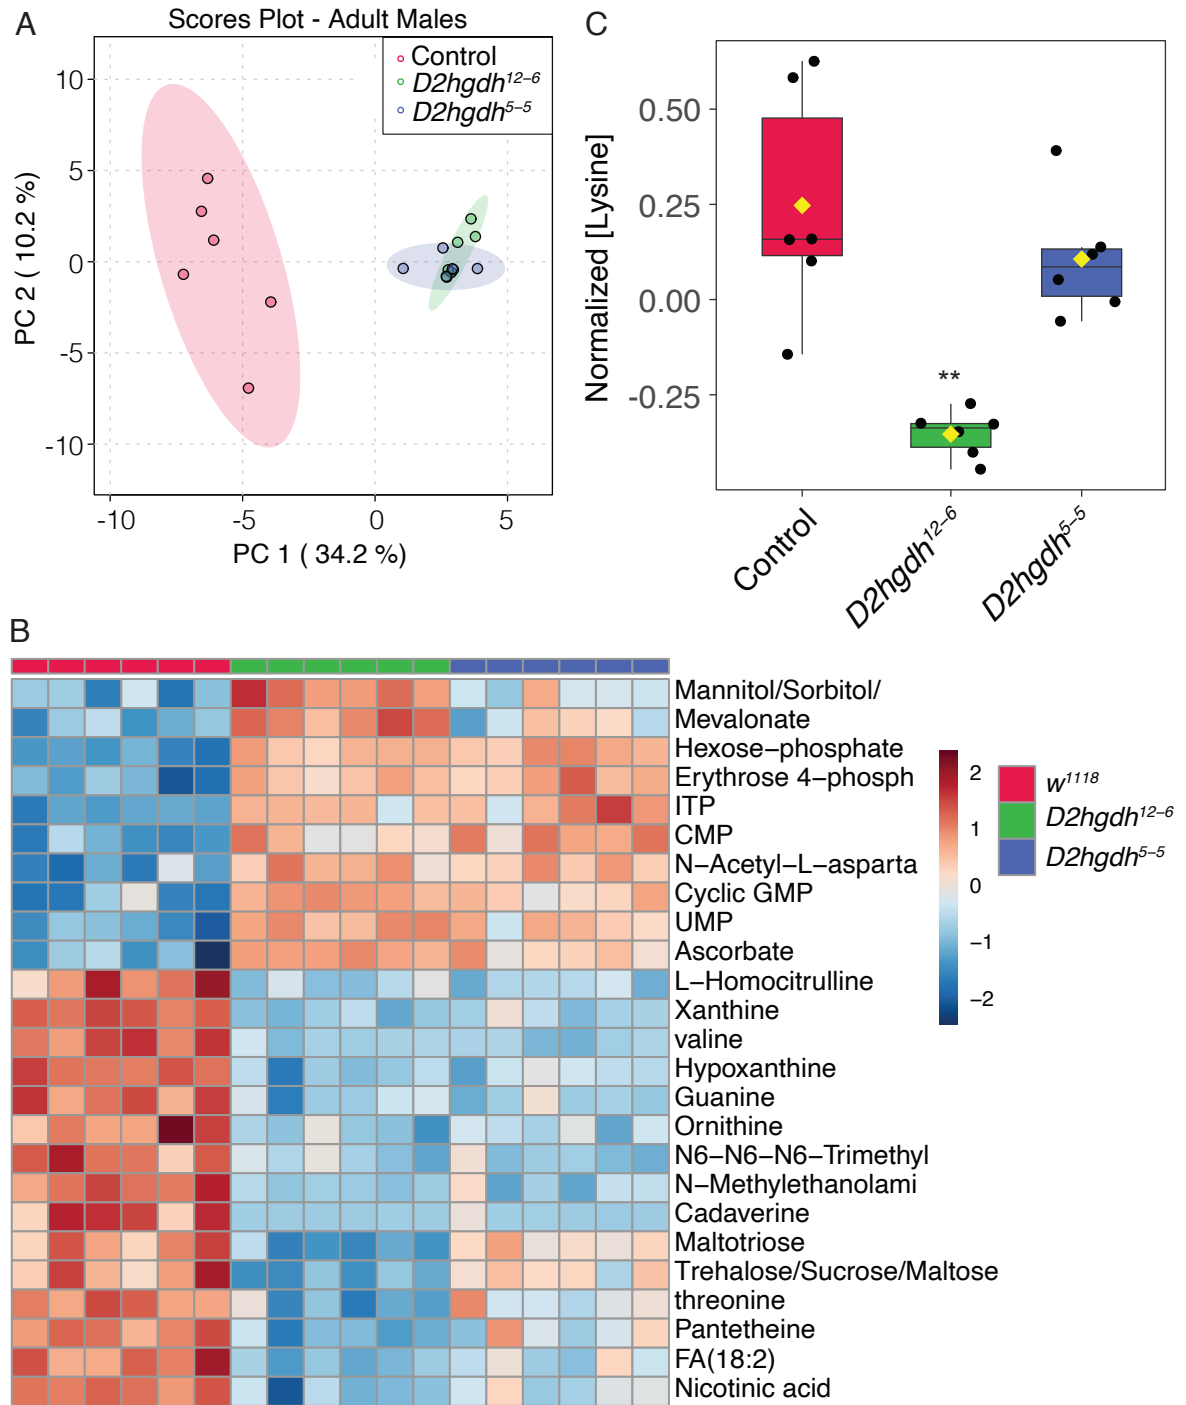 A
Scores Plot - Adult Males
Control
D2hgdh12–6
D2hgdh5–5
10
5
0
-5
-10
PC 2 ( 10.2 %)
-10
-5
0
5
PC 1 ( 34.2 %)
C
Normalized [Lysine]
0.50
0.25
0.00
-0.25
**
Control
D2hgdh12–6
D2hgdh5–5
B
Mannitol/Sorbitol/
Mevalonate
Hexose−phosphate
Erythrose 4−phosph
ITP
CMP
N−Acetyl−L−asparta
Cyclic GMP
UMP
Ascorbate
L−Homocitrulline
Xanthine
valine
Hypoxanthine
Guanine
Ornithine
N6−N6−N6−Trimethyl
N−Methylethanolami
Cadaverine
Maltotriose
Trehalose/Sucrose/Maltose
threonine
Pantetheine
FA(18:2)
Nicotinic acid
2
1
0
−1
−2
w1118
D2hgdh12–6
D2hgdh5–5